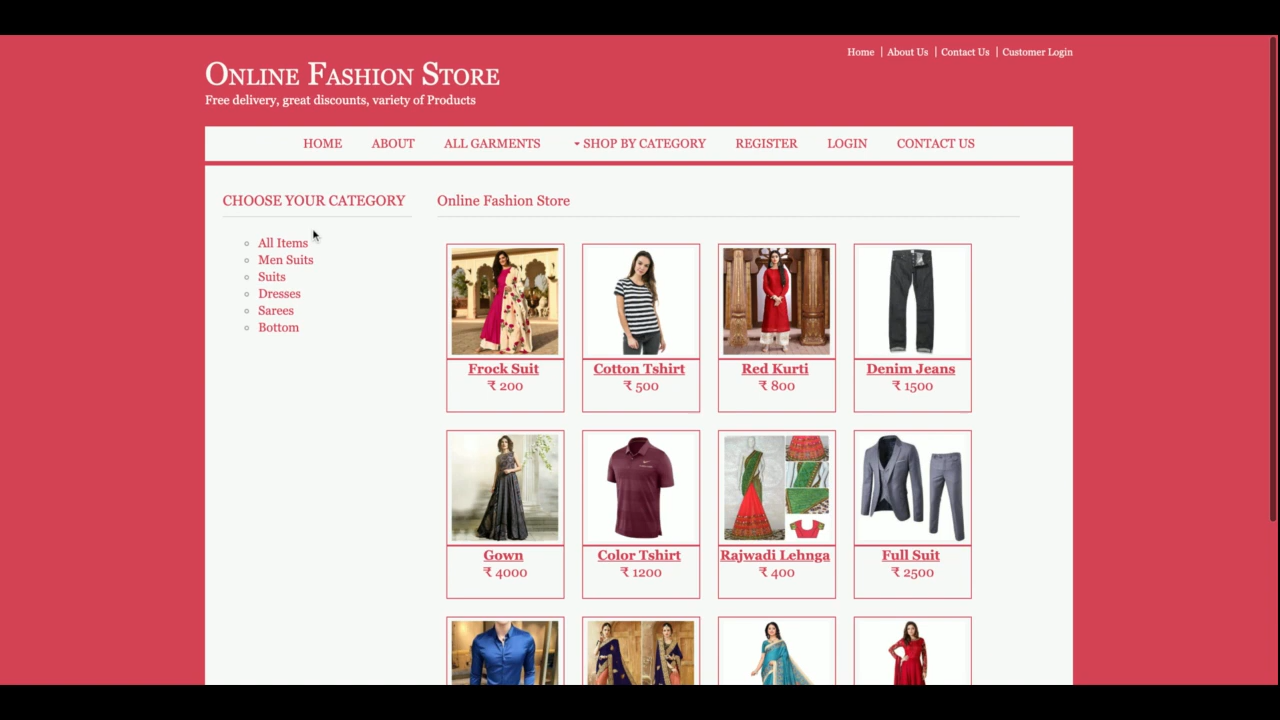 Home
About Us
Contact Us
Customer Login
Online Fashion Store
Free delivery, great discounts, variety of Products
HOME
ABOUT
ALL GARMENTS
SHOP BY CATEGORY
REGISTER
LOGIN
CONTACT US
CHOOSE YOUR CATEGORY
All Items
Men Suits
Suits
Dresses
Sarees
Bottom
Online Fashion Store
Frock Suit
₹ 200
Cotton Tshirt
₹ 500
Red Kurti
₹ 800
Denim Jeans
₹ 1500
Gown
₹ 4000
Color Tshirt
₹ 1200
Rajwadi Lehnga
₹ 400
Full Suit
₹ 2500